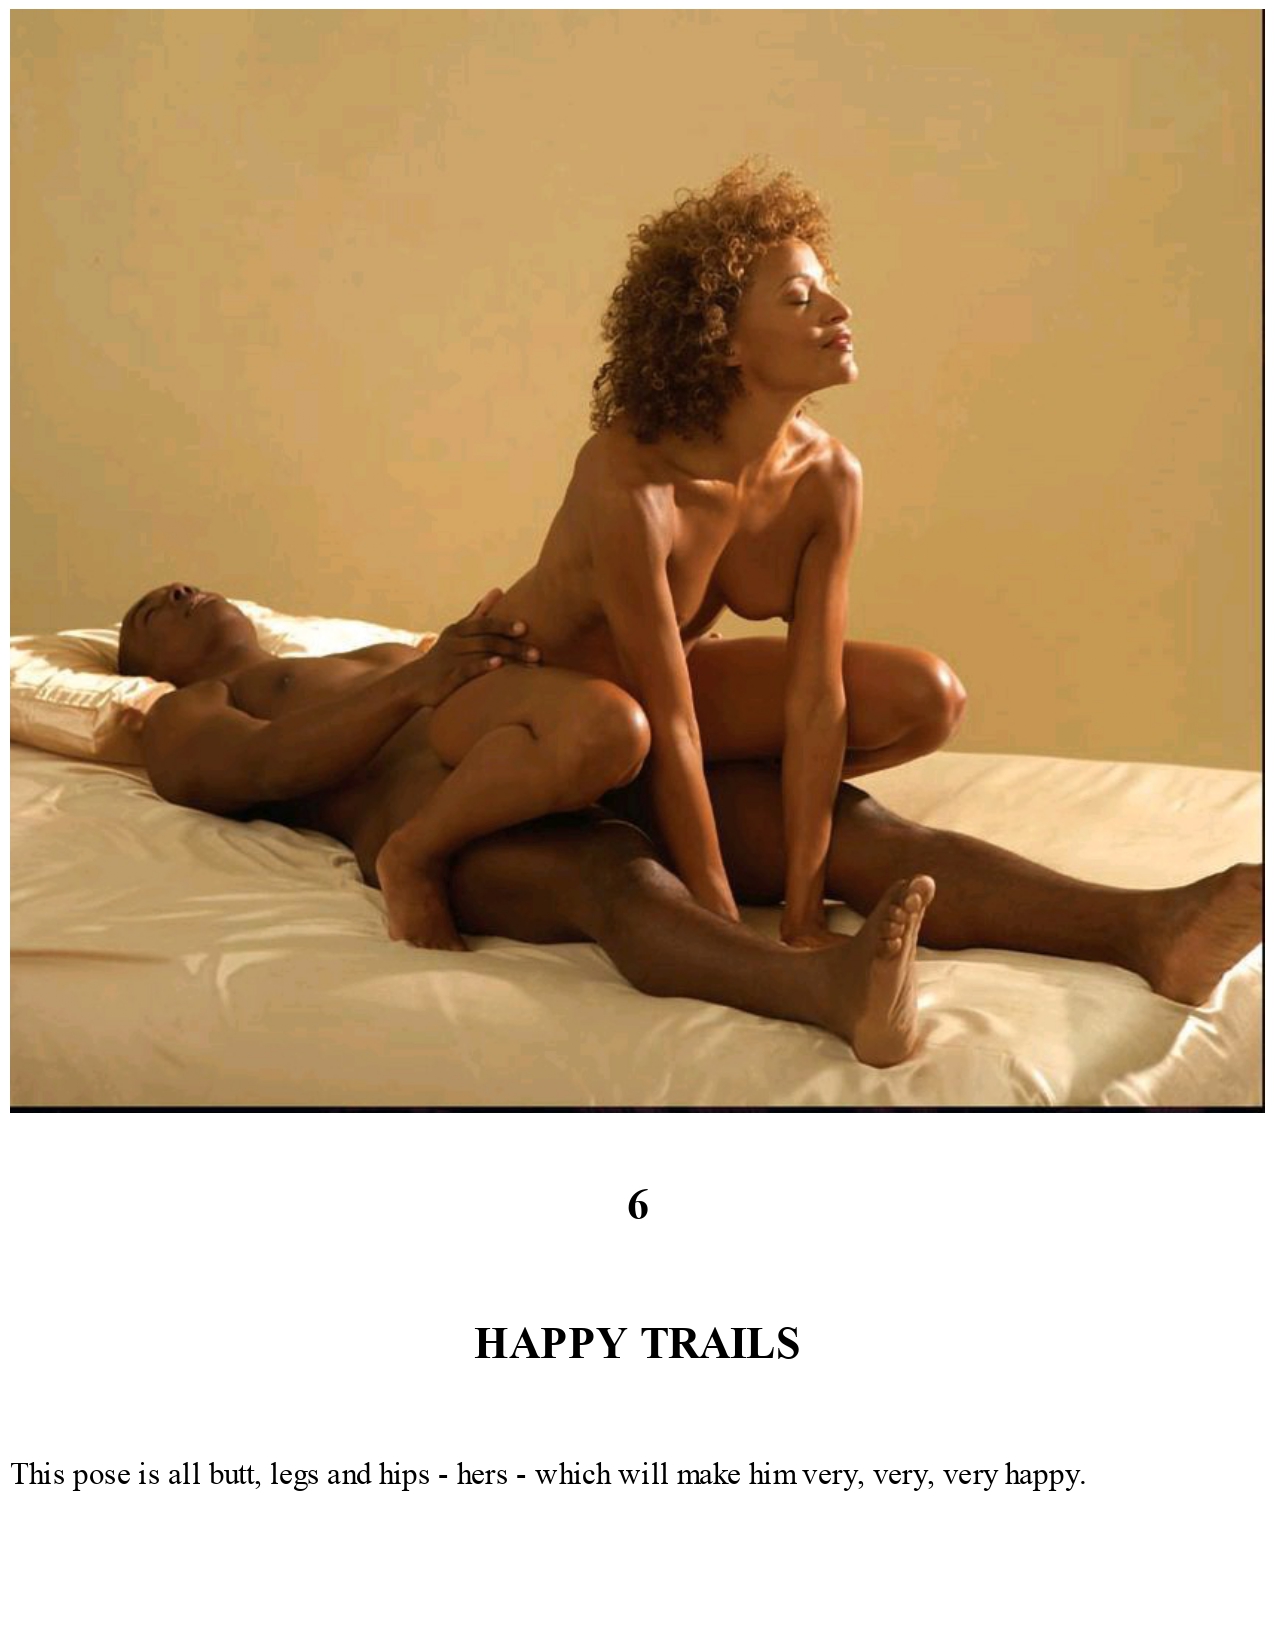 6
HAPPY TRAILS
This pose is all butt, legs and hips - hers - which will make him very, very, very happy.